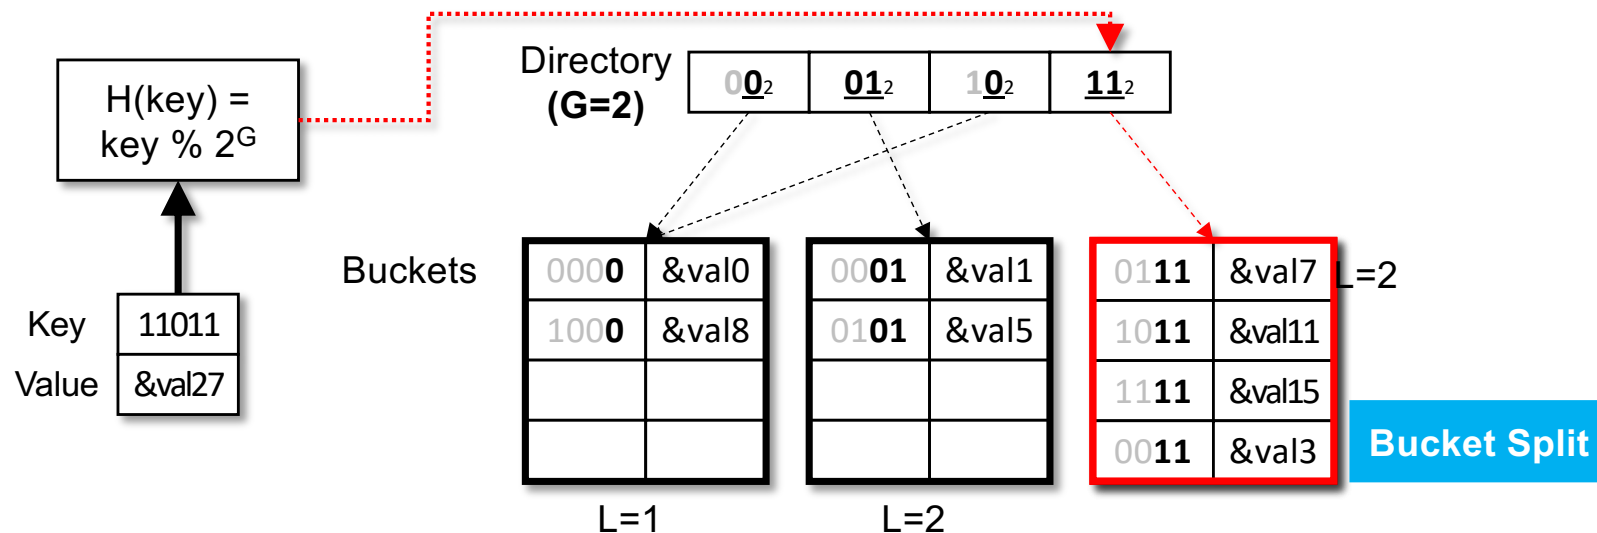 H(key) =
key % 2^G
Directory
(G=2)
00₂ 01₂ 10₂ 11₂
Buckets
0000 &val0
1000 &val8
L=1
0001 &val1
0101 &val5
L=2
0111 &val7
1011 &val11
1111 &val15
0011 &val3
L=2
Bucket Split
Key 11011
Value &val27